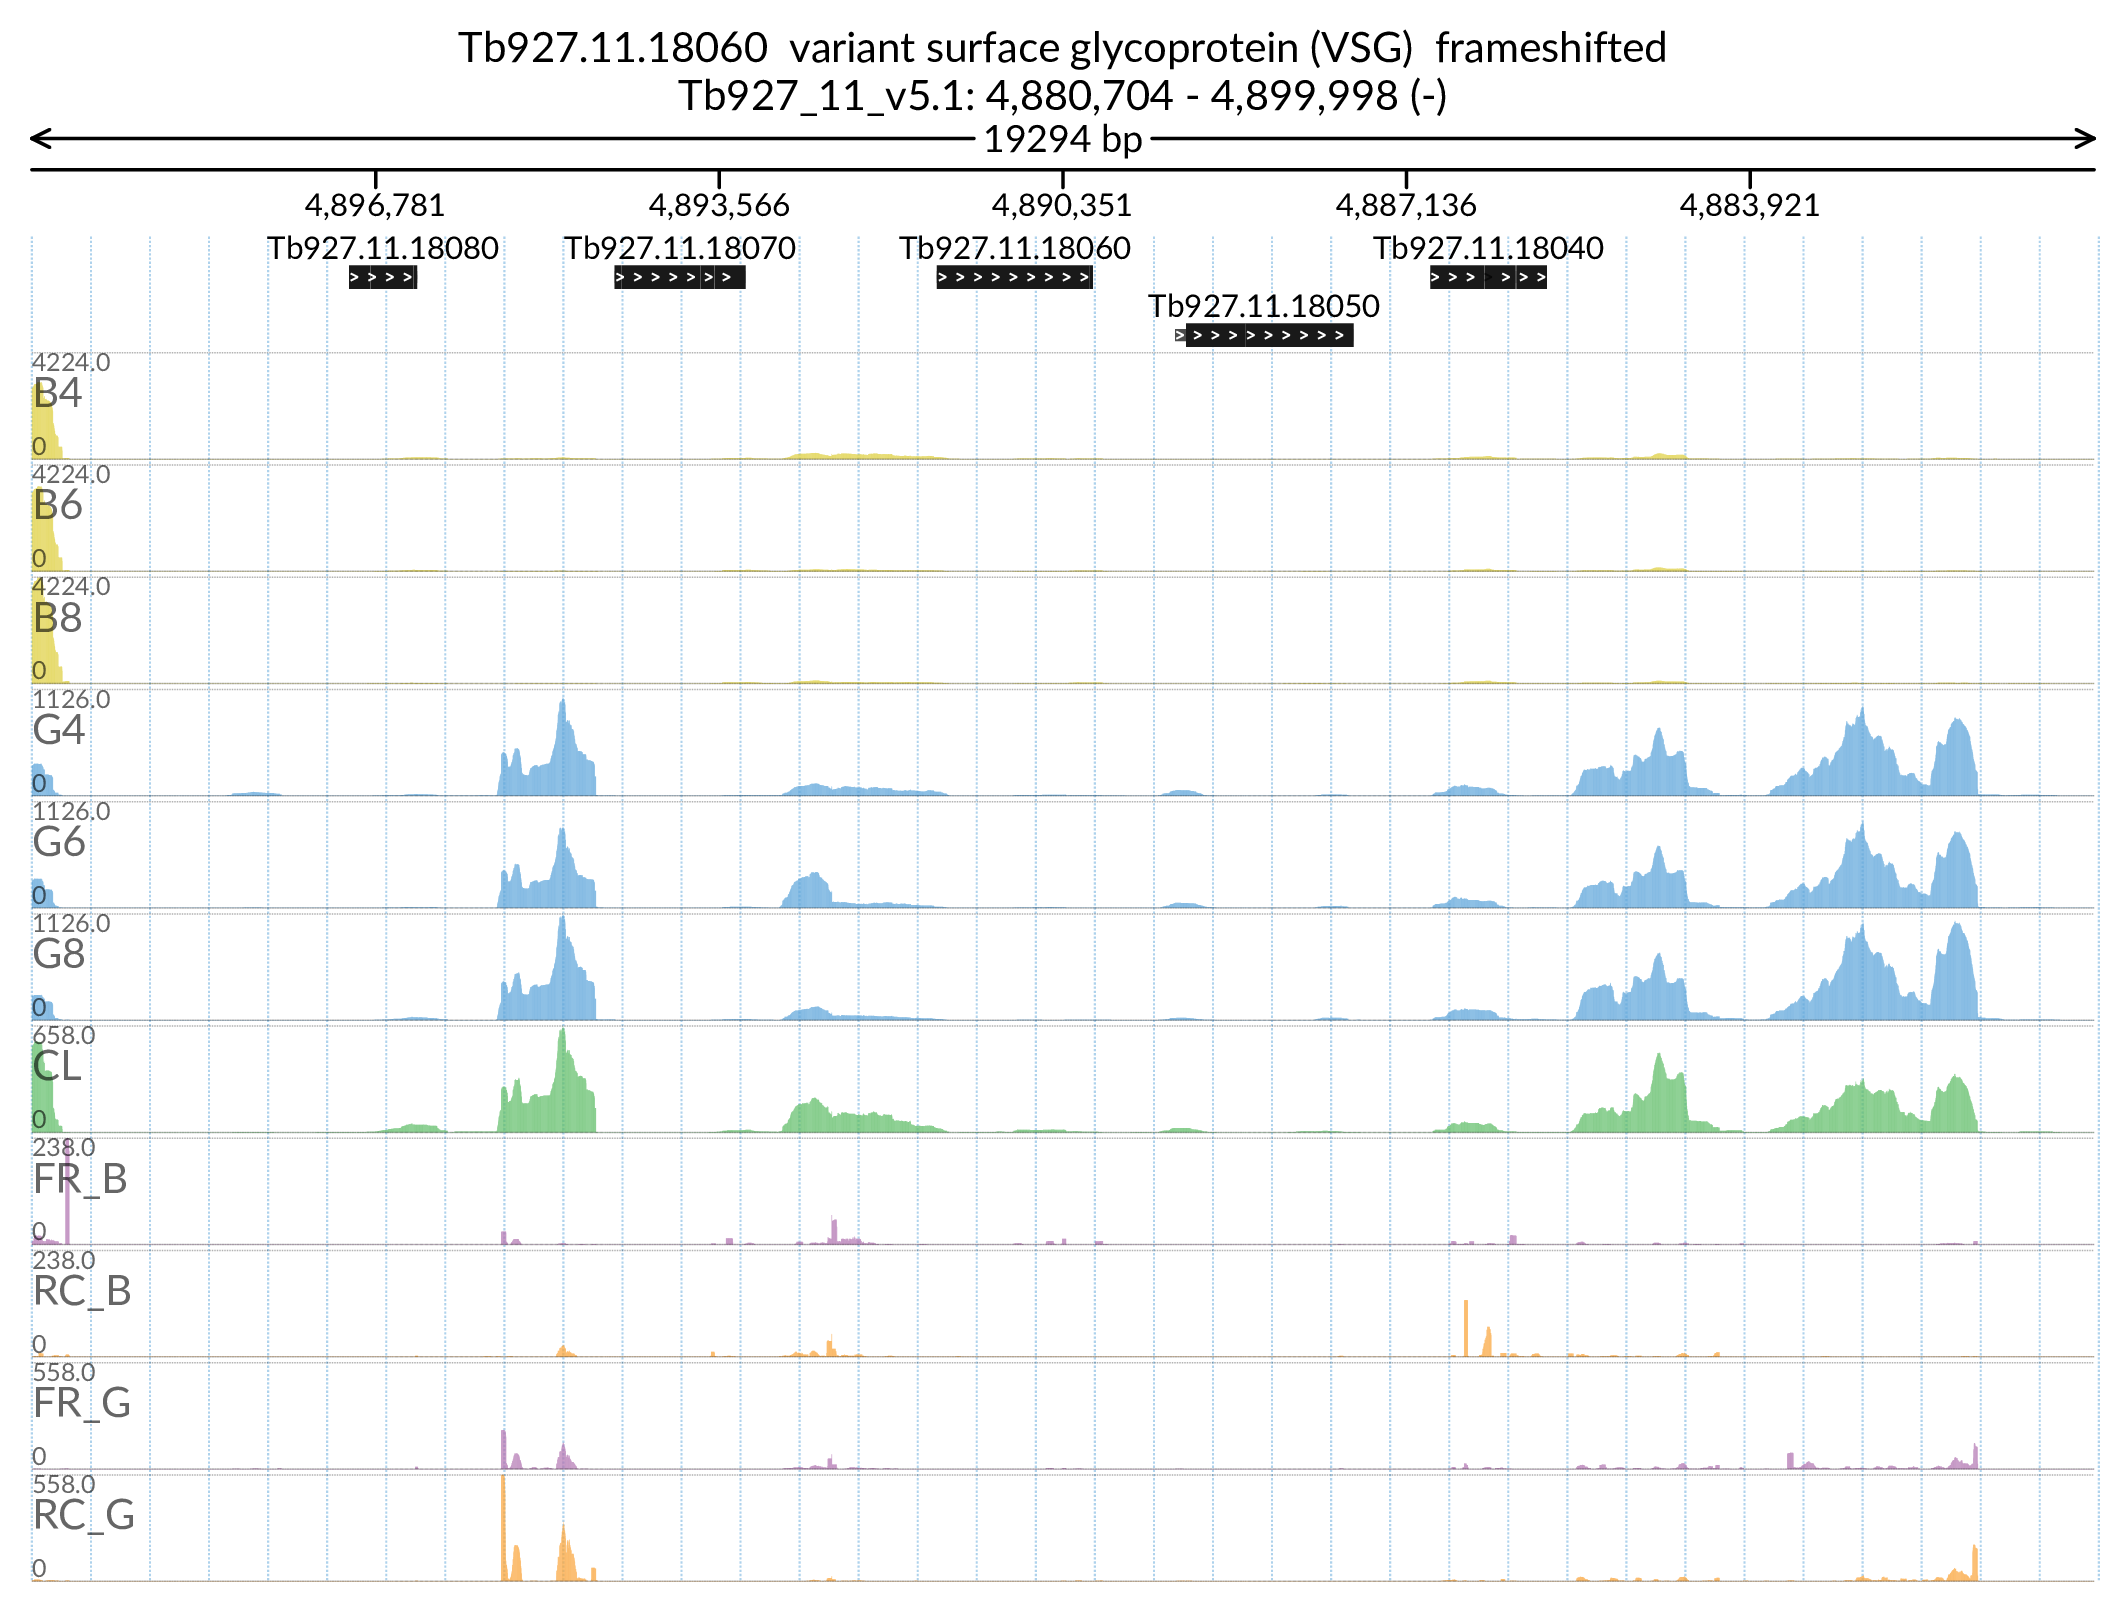 Tb927.11.18060  variant surface glycoprotein (VSG)  frameshifted
Tb927_11_v5.1: 4,880,704 - 4,899,998 (-)
19294 bp
4,896,781 4,893,566 4,890,351 4,887,136 4,883,921
Tb927.11.18080 Tb927.11.18070 Tb927.11.18060 Tb927.11.18040
Tb927.11.18050
4224.0
B4
0
4224.0
B6
0
4224.0
B8
0
1126.0
G4
0
1126.0
G6
0
1126.0
G8
0
658.0
CL
0
238.0
FR_B
0
238.0
RC_B
0
558.0
FR_G
0
558.0
RC_G
0